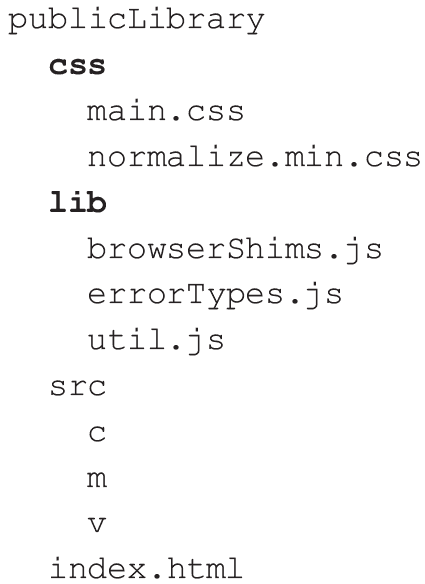 publicLibrary
css
main.css
normalize.min.css
lib
browserShims.js
errorTypes.js
util.js
src
c
m
v
index.html